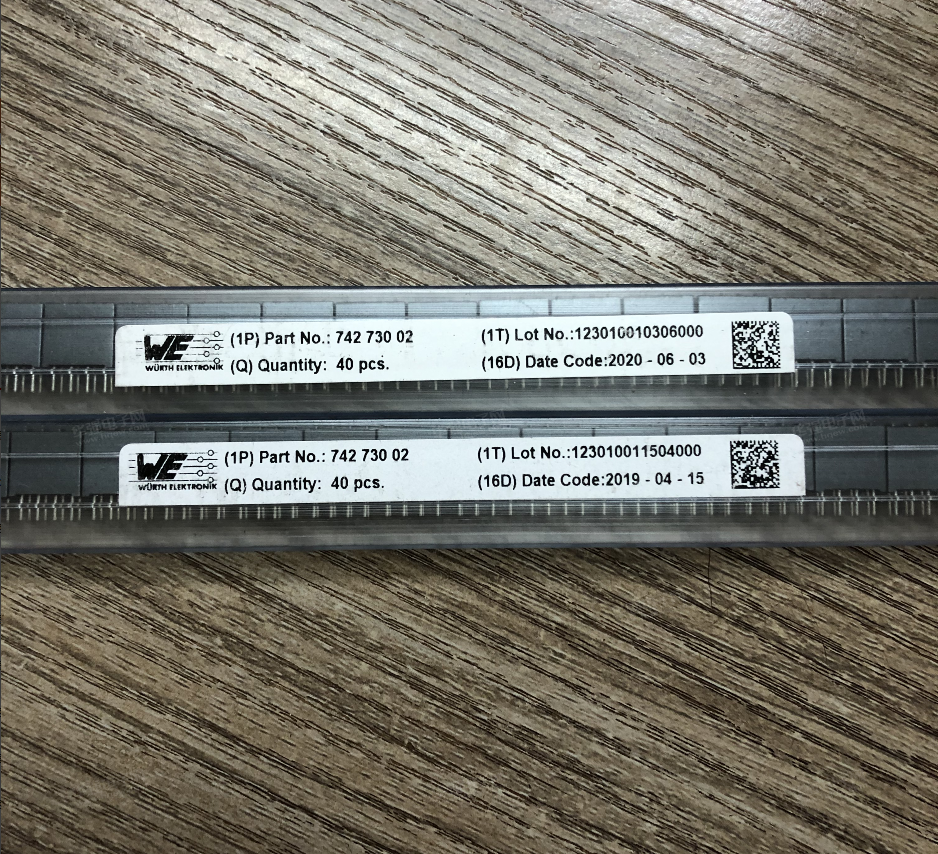 WE
WÜRTH ELEKTRONIK
(1P) Part No.: 742 730 02
(Q) Quantity: 40 pcs.
(1T) Lot No.:123010010306000
(16D) Date Code:2020 - 06 - 03
WE
WÜRTH ELEKTRONIK
(1P) Part No.: 742 730 02
(Q) Quantity: 40 pcs.
(1T) Lot No.:123010011504000
(16D) Date Code:2019 - 04 - 15